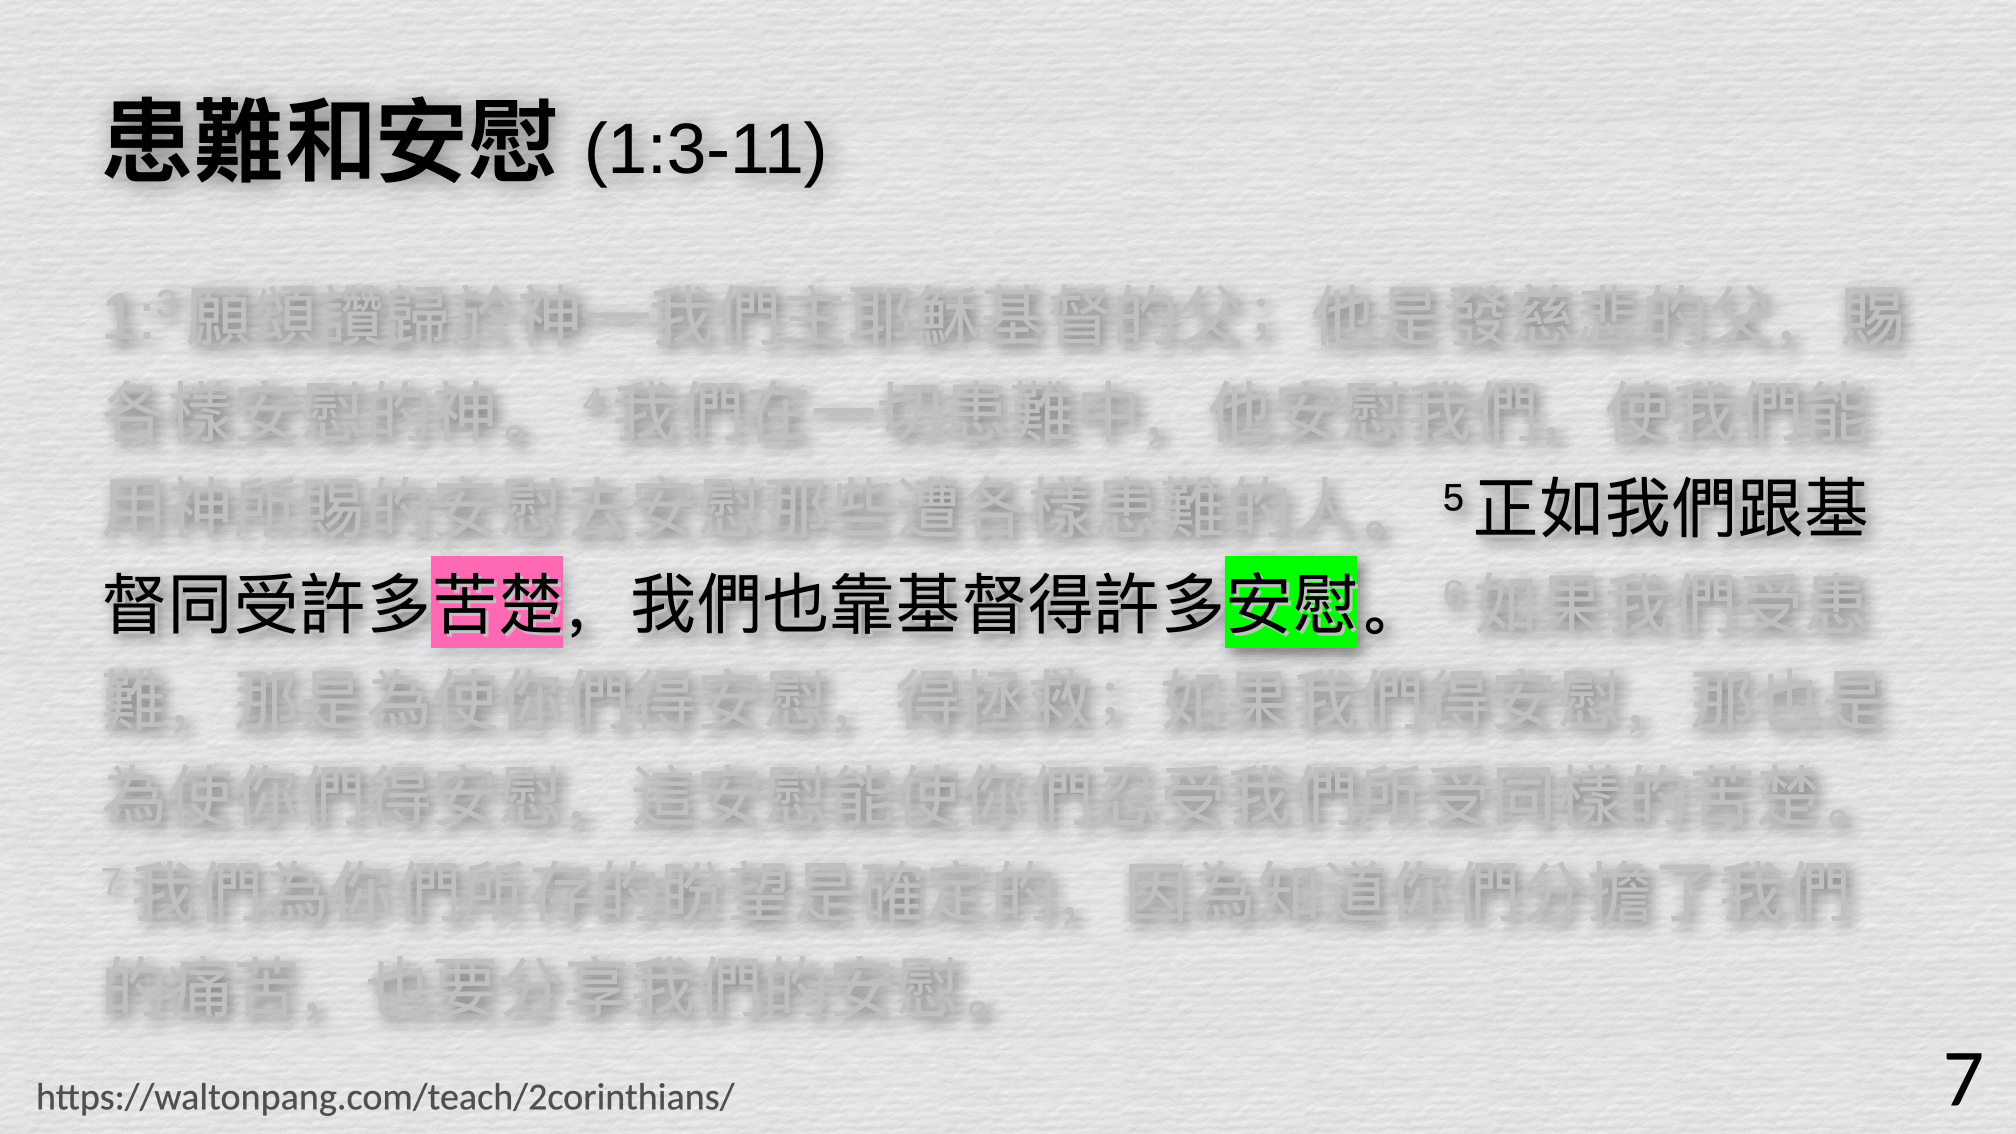 患難和安慰 (1:3-11)
1:3 願頌讚歸於神—我們主耶穌基督的父；他是發慈悲的父，賜
各樣安慰的神。 4 我們在一切患難中，他安慰我們，使我們能
用神所賜的安慰去安慰那些遭各樣患難的人。 5 正如我們跟基
督同受許多苦楚，我們也靠基督得許多安慰。 6 如果我們受患
難，那是為使你們得安慰，得拯救；如果我們得安慰，那也是
為使你們得安慰，這安慰能使你們忍受我們所受同樣的苦楚。
7 我們為你們所存的盼望是確定的，因為知道你們分擔了我們
的痛苦，也要分享我們的安慰。
https://waltonpang.com/teach/2corinthians/
7